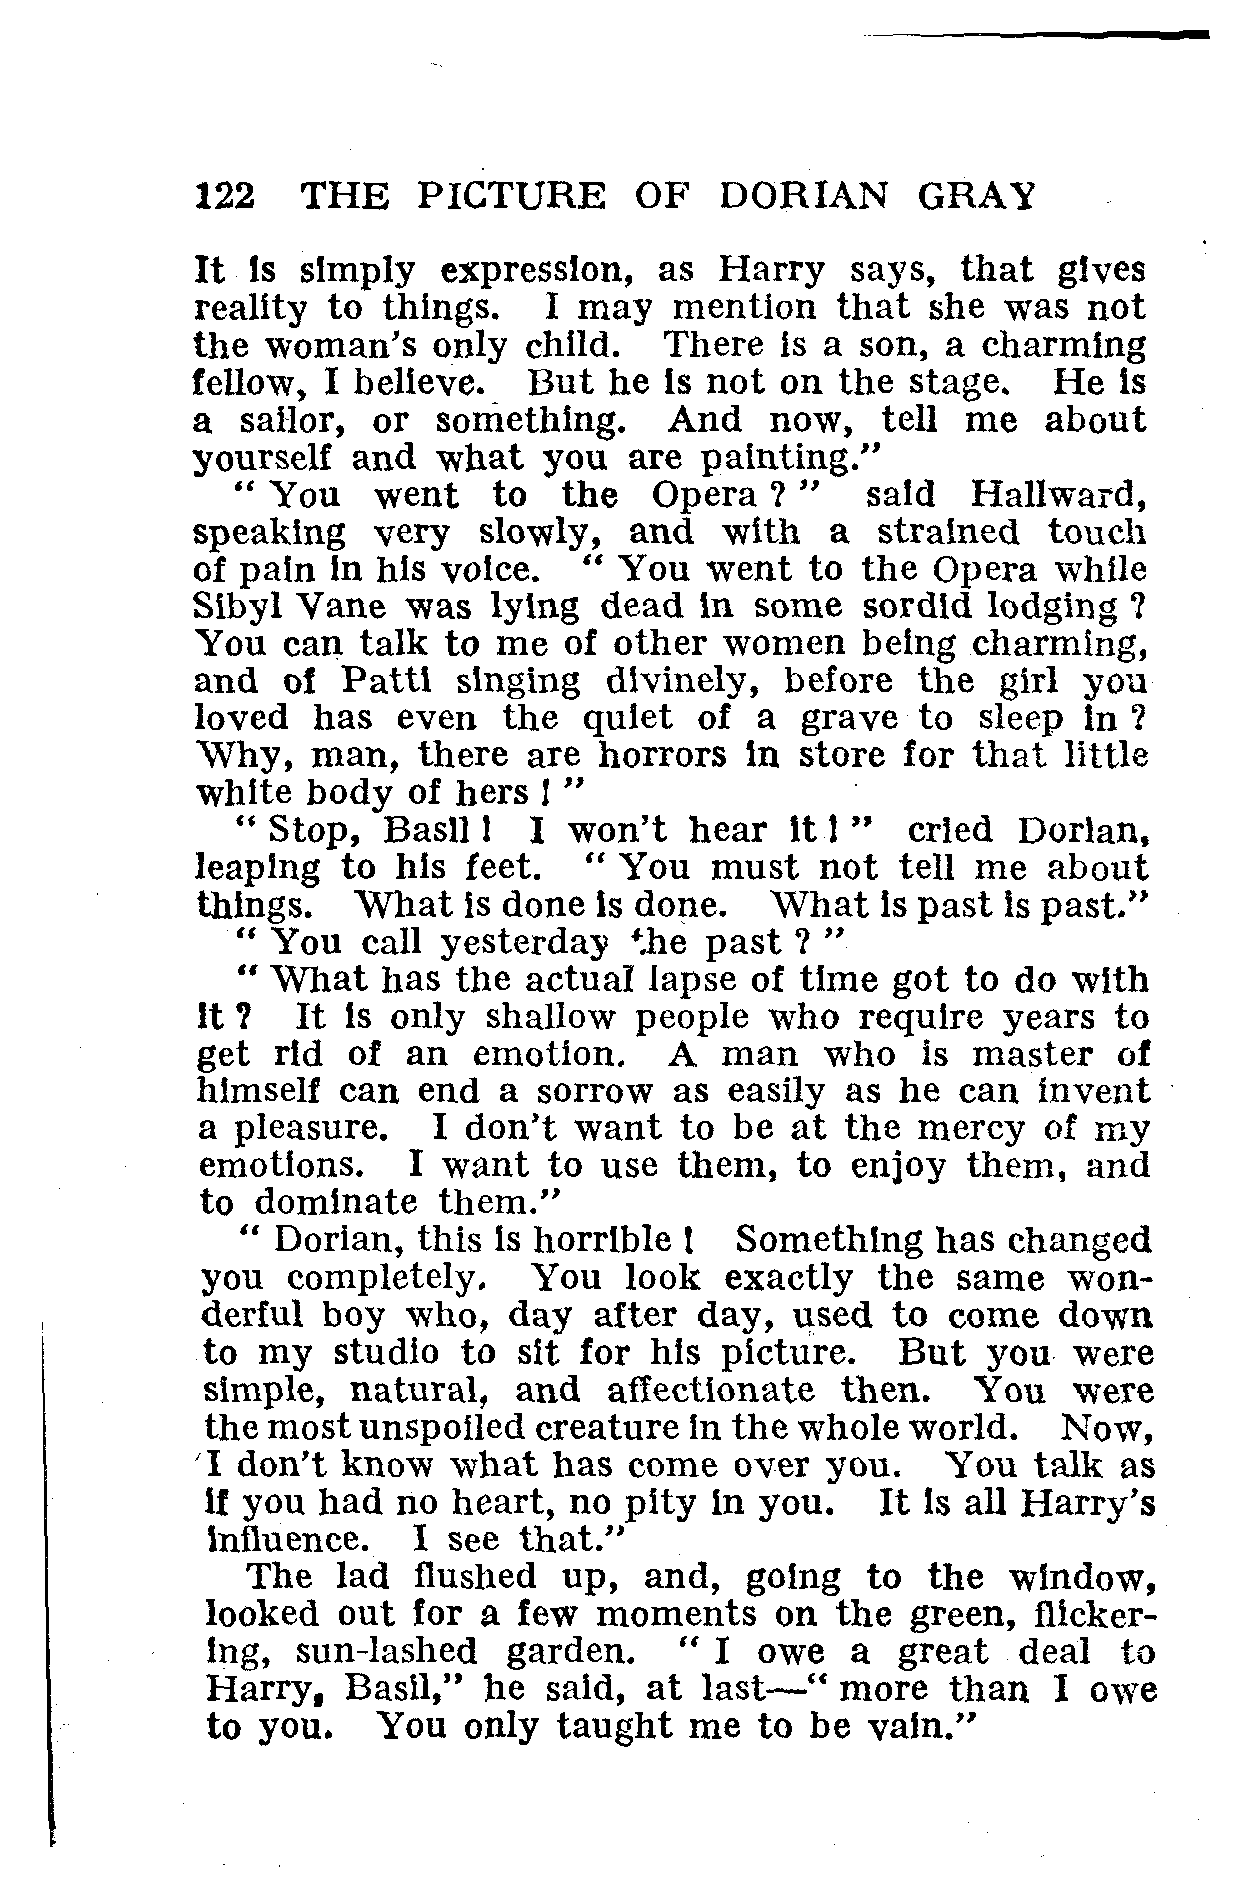 122 THE PICTURE OF DORIAN GRAY
It is simply expression, as Harry says, that gives
reality to things. I may mention that she was not
the woman's only child. There is a son, a charming
fellow, I believe. But he is not on the stage. He is
a sailor, or something. And now, tell me about
yourself and what you are painting."
" You went to the Opera ? " said Hallward,
speaking very slowly, and with a strained touch
of pain in his voice. " You went to the Opera while
Sibyl Vane was lying dead in some sordid lodging ?
You can talk to me of other women being charming,
and of Patti singing divinely, before the girl you
loved has even the quiet of a grave to sleep in ?
Why, man, there are horrors in store for that little
white body of hers ! "
" Stop, Basil ! I won't hear it ! " cried Dorian,
leaping to his feet. " You must not tell me about
things. What is done is done. What is past is past."
" You call yesterday the past ? "
" What has the actual lapse of time got to do with
it ? It is only shallow people who require years to
get rid of an emotion. A man who is master of
himself can end a sorrow as easily as he can invent
a pleasure. I don't want to be at the mercy of my
emotions. I want to use them, to enjoy them, and
to dominate them."
" Dorian, this is horrible ! Something has changed
you completely. You look exactly the same won-
derful boy who, day after day, used to come down
to my studio to sit for his picture. But you were
simple, natural, and affectionate then. You were
the most unspoiled creature in the whole world. Now,
I don't know what has come over you. You talk as
if you had no heart, no pity in you. It is all Harry's
influence. I see that."
The lad flushed up, and, going to the window,
looked out for a few moments on the green, flicker-
ing, sun-lashed garden. " I owe a great deal to
Harry, Basil," he said, at last—" more than I owe
to you. You only taught me to be vain."